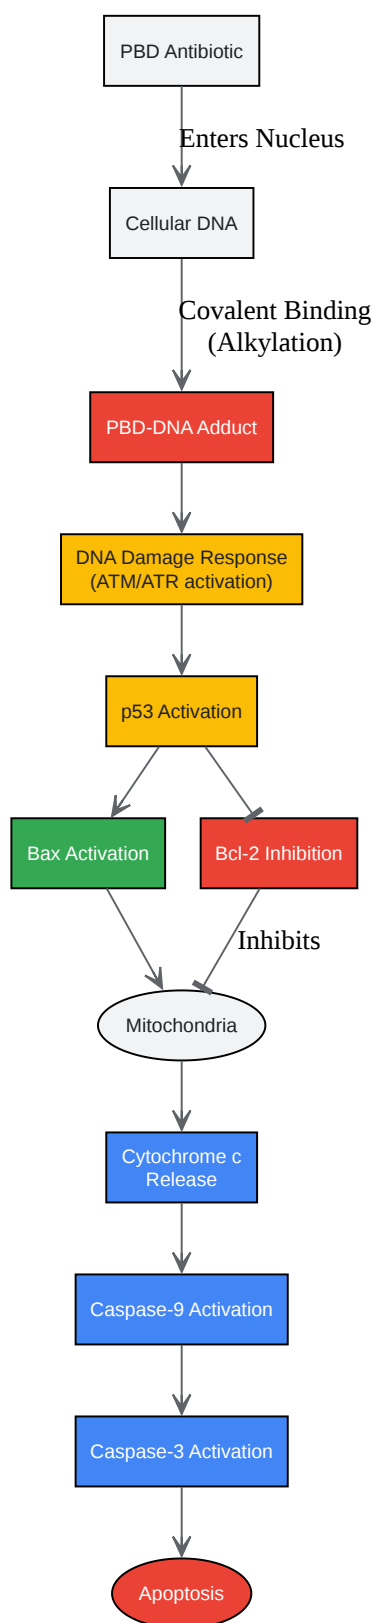 PBD Antibiotic
Enters Nucleus
Cellular DNA
Covalent Binding
(Alkylation)
PBD-DNA Adduct
DNA Damage Response
(ATM/ATR activation)
p53 Activation
Bax Activation
Bcl-2 Inhibition
Inhibits
Mitochondria
Cytochrome c
Release
Caspase-9 Activation
Caspase-3 Activation
Apoptosis